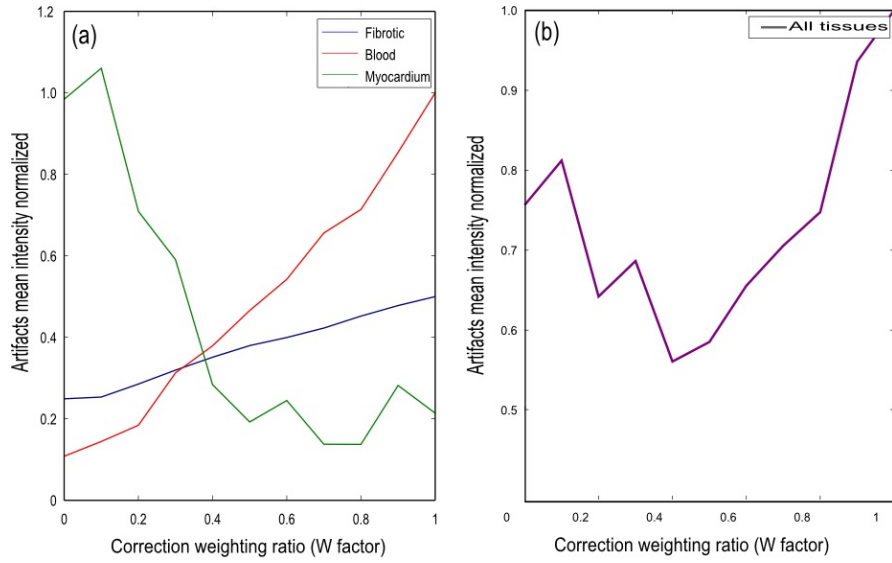 (a)
Fibrotic
Blood
Myocardium
1.2
1.0
0.8
0.6
0.4
0.2
0
0 0.2 0.4 0.6 0.8 1
Artifacts mean intensity normalized
Correction weighting ratio (W factor)
(b)
All tissues
1.0
0.9
0.8
0.7
0.6
0.5
0 0.2 0.4 0.6 0.8 1
Artifacts mean intensity normalized
Correction weighting ratio (W factor)